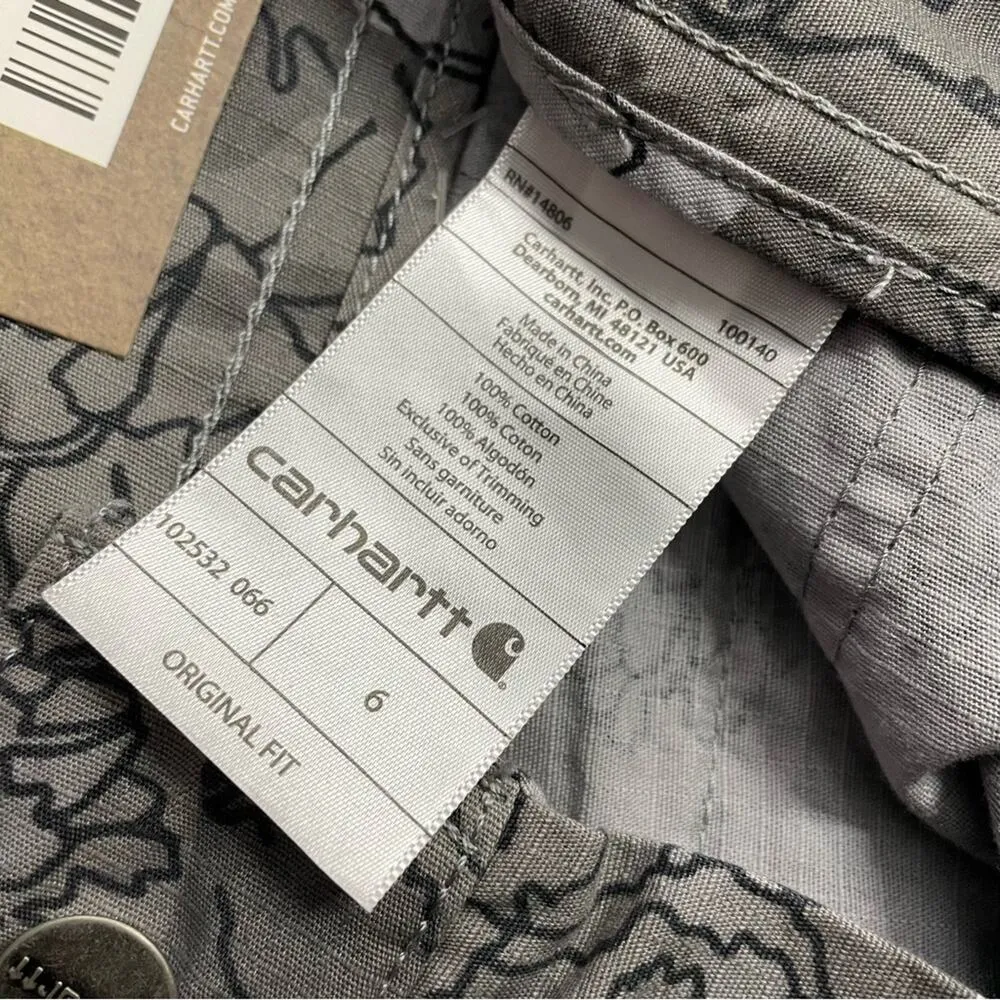 CARHARTT.COM
RN#14806
100140
Carhartt, Inc. P.O. Box 600
Dearborn, MI 48121 USA
carhartt.com
Made in China
Fabriqué en Chine
Hecho en China
100% Cotton
100% Coton
100% Algodón
Exclusive of Trimming
Sans garniture
Sin incluir adorno
carhartt
102532 066
6
ORIGINAL FIT